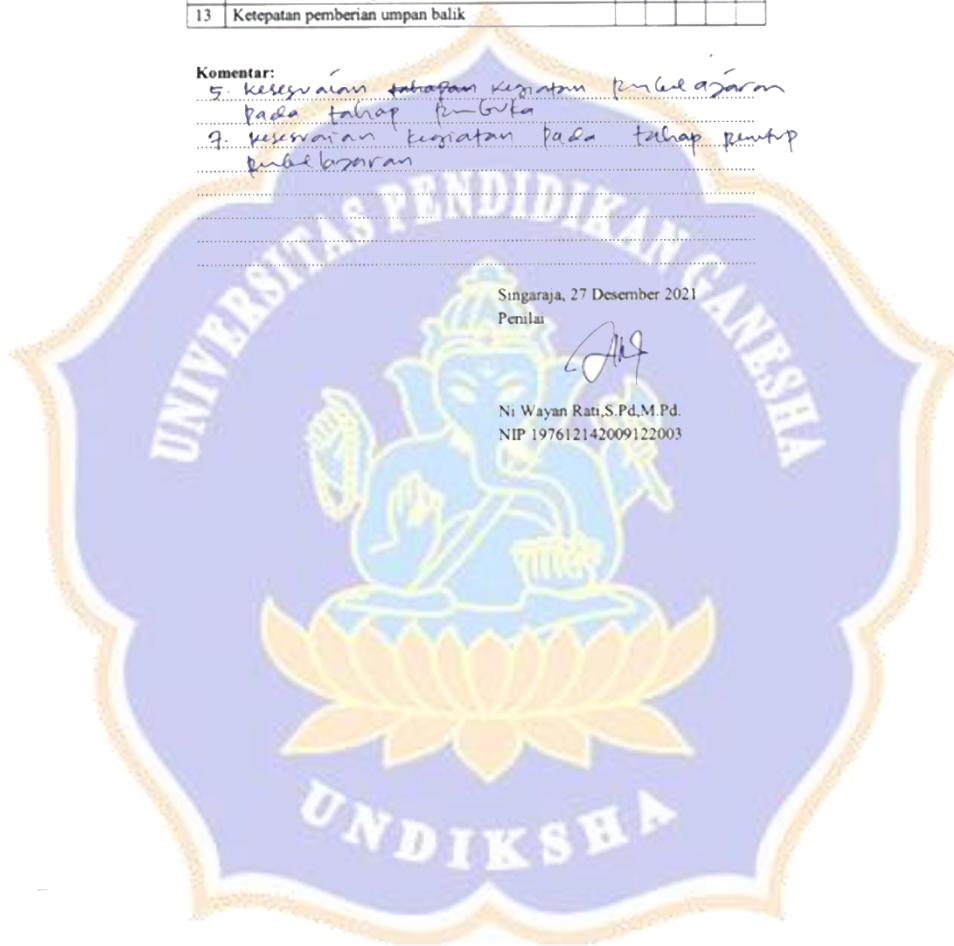 13 Ketepatan pemberian umpan balik
Komentar:
5. kesesuaian tahapan kegiatan pembelajaran
pada tahap pembuka
7. kesesuaian kegiatan pada tahap penutup
pembelajaran
UNIVERSITAS PENDIDIKAN GANESHA
Singaraja, 27 Desember 2021
Penilai
Ni Wayan Rati,S.Pd,M.Pd.
NIP 197612142009122003
UNDIKSHA